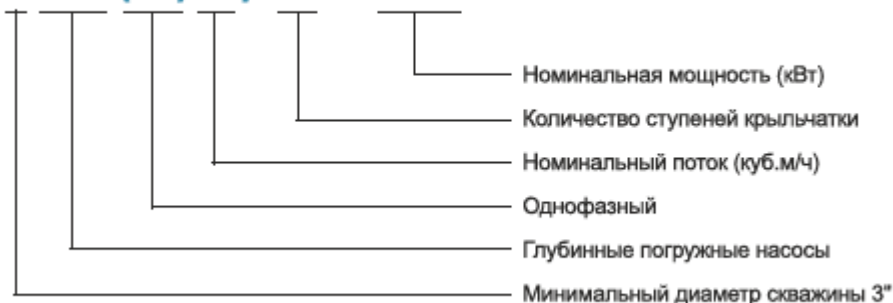 Номинальная мощность (кВт)
Количество ступеней крыльчатки
Номинальный поток (куб.м/ч)
Однофазный
Глубинные погружные насосы
Минимальный диаметр скважины 3"